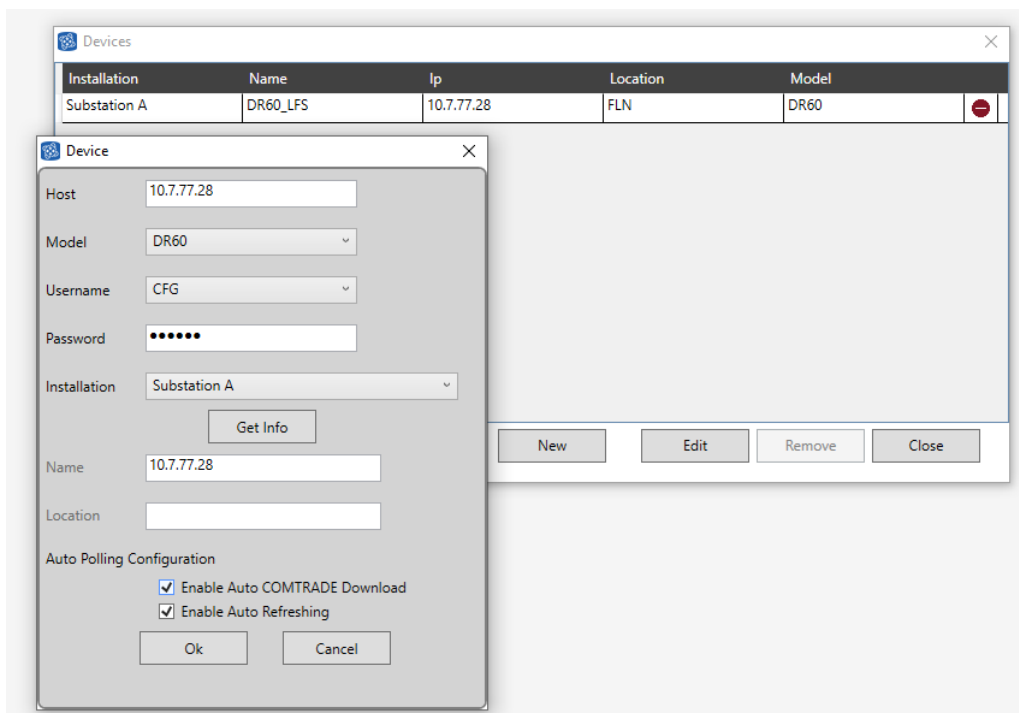 Devices
Installation Name Ip Location Model
Substation A DR60_LFS 10.7.77.28 FLN DR60
Device
Host 10.7.77.28
Model DR60
Username CFG
Password ••••••
Installation Substation A
Get Info
New Edit Remove Close
Name 10.7.77.28
Location
Auto Polling Configuration
Enable Auto COMTRADE Download
Enable Auto Refreshing
Ok Cancel